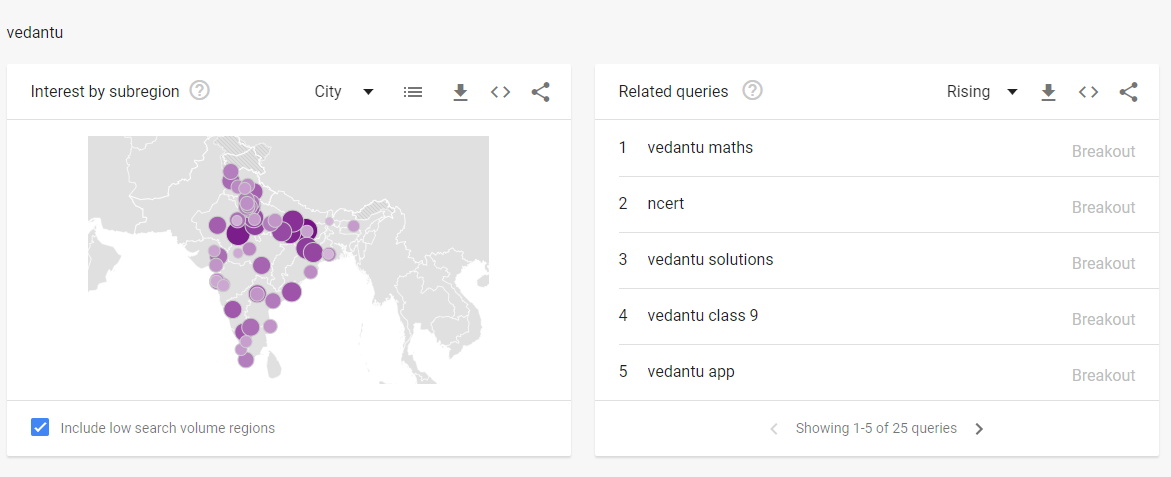 vedantu
Interest by subregion ? City
Include low search volume regions
Related queries ? Rising
1 vedantu maths Breakout
2 ncert Breakout
3 vedantu solutions Breakout
4 vedantu class 9 Breakout
5 vedantu app Breakout
Showing 1-5 of 25 queries